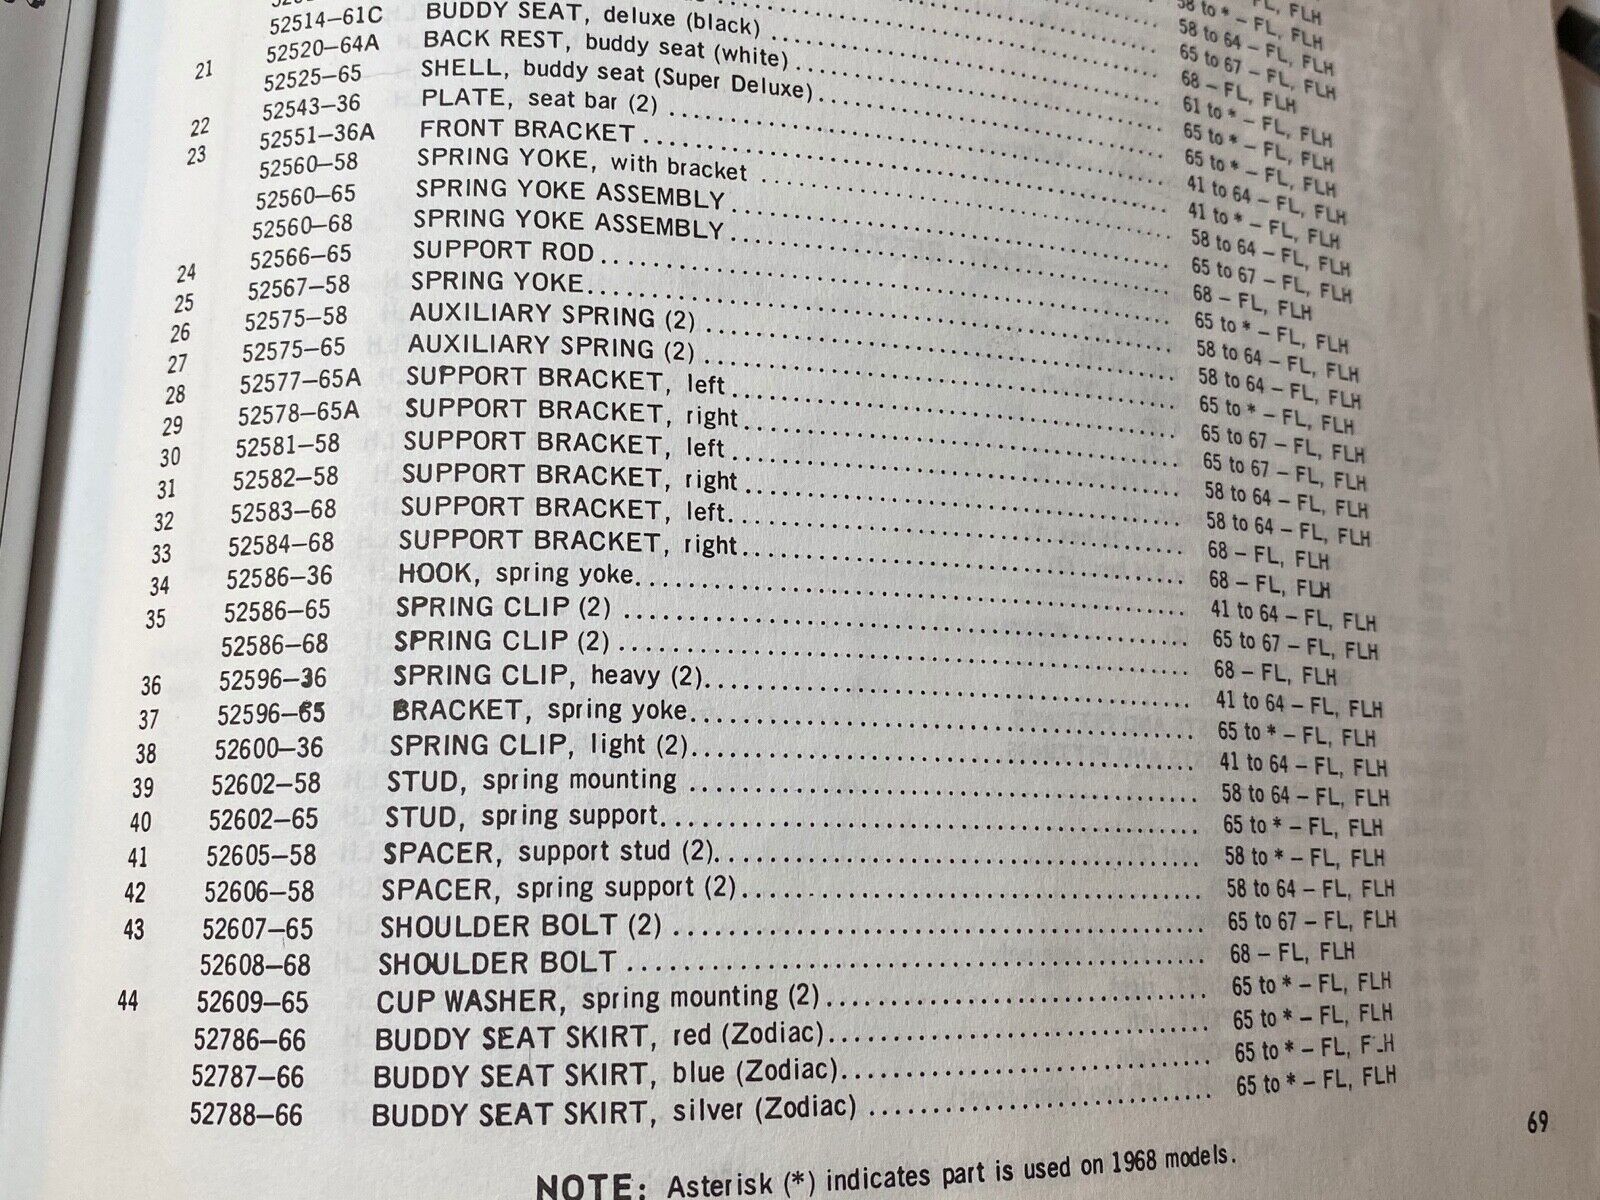 52514–61C BUDDY SEAT, deluxe (black) 61 to * – FL, FLH
21 52520–64A BACK REST, buddy seat (white) 65 to * – FL, FLH
52525–65 SHELL, buddy seat (Super Deluxe) 65 to * – FL, FLH
22 52543–36 PLATE, seat bar (2) 41 to 64 – FL, FLH
23 52551–36A FRONT BRACKET 41 to * – FL, FLH
52560–58 SPRING YOKE, with bracket 58 to 64 – FL, FLH
52560–65 SPRING YOKE ASSEMBLY 65 to 67 – FL, FLH
52560–68 SPRING YOKE ASSEMBLY 68 – FL, FLH
24 52566–65 SUPPORT ROD 65 to * – FL, FLH
25 52567–58 SPRING YOKE 58 to 64 – FL, FLH
26 52575–58 AUXILIARY SPRING (2) 58 to 64 – FL, FLH
27 52575–65 AUXILIARY SPRING (2) 65 to * – FL, FLH
28 52577–65A SUPPORT BRACKET, left 65 to 67 – FL, FLH
29 52578–65A SUPPORT BRACKET, right 65 to 67 – FL, FLH
30 52581–58 SUPPORT BRACKET, left 58 to 64 – FL, FLH
31 52582–58 SUPPORT BRACKET, right 58 to 64 – FL, FLH
32 52583–68 SUPPORT BRACKET, left 68 – FL, FLH
33 52584–68 SUPPORT BRACKET, right 68 – FL, FLH
34 52586–36 HOOK, spring yoke 41 to 64 – FL, FLH
35 52586–65 SPRING CLIP (2) 65 to 67 – FL, FLH
52586–68 SPRING CLIP (2) 68 – FL, FLH
36 52596–36 SPRING CLIP, heavy (2) 41 to 64 – FL, FLH
37 52596–65 BRACKET, spring yoke 65 to * – FL, FLH
38 52600–36 SPRING CLIP, light (2) 41 to 64 – FL, FLH
39 52602–58 STUD, spring mounting 58 to 64 – FL, FLH
40 52602–65 STUD, spring support 65 to * – FL, FLH
41 52605–58 SPACER, support stud (2) 58 to * – FL, FLH
42 52606–58 SPACER, spring support (2) 58 to 64 – FL, FLH
43 52607–65 SHOULDER BOLT (2) 65 to 67 – FL, FLH
52608–68 SHOULDER BOLT 68 – FL, FLH
44 52609–65 CUP WASHER, spring mounting (2) 65 to * – FL, FLH
52786–66 BUDDY SEAT SKIRT, red (Zodiac) 65 to * – FL, FLH
52787–66 BUDDY SEAT SKIRT, blue (Zodiac) 65 to * – FL, FLH
52788–66 BUDDY SEAT SKIRT, silver (Zodiac) 65 to * – FL, FLH
69
NOTE: Asterisk (*) indicates part is used on 1968 models.